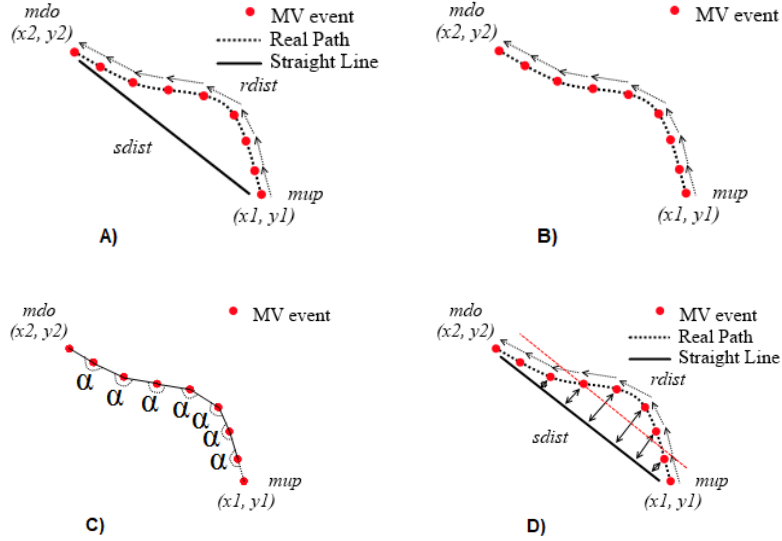 mdo
(x2, y2)
MV event
Real Path
Straight Line
rdist
sdist
mup
(x1, y1)
A)
mdo
(x2, y2)
MV event
mup
(x1, y1)
B)
mdo
(x2, y2)
MV event
α
α
α
α
α
α
α
mup
(x1, y1)
C)
mdo
(x2, y2)
MV event
Real Path
Straight Line
rdist
sdist
mup
(x1, y1)
D)